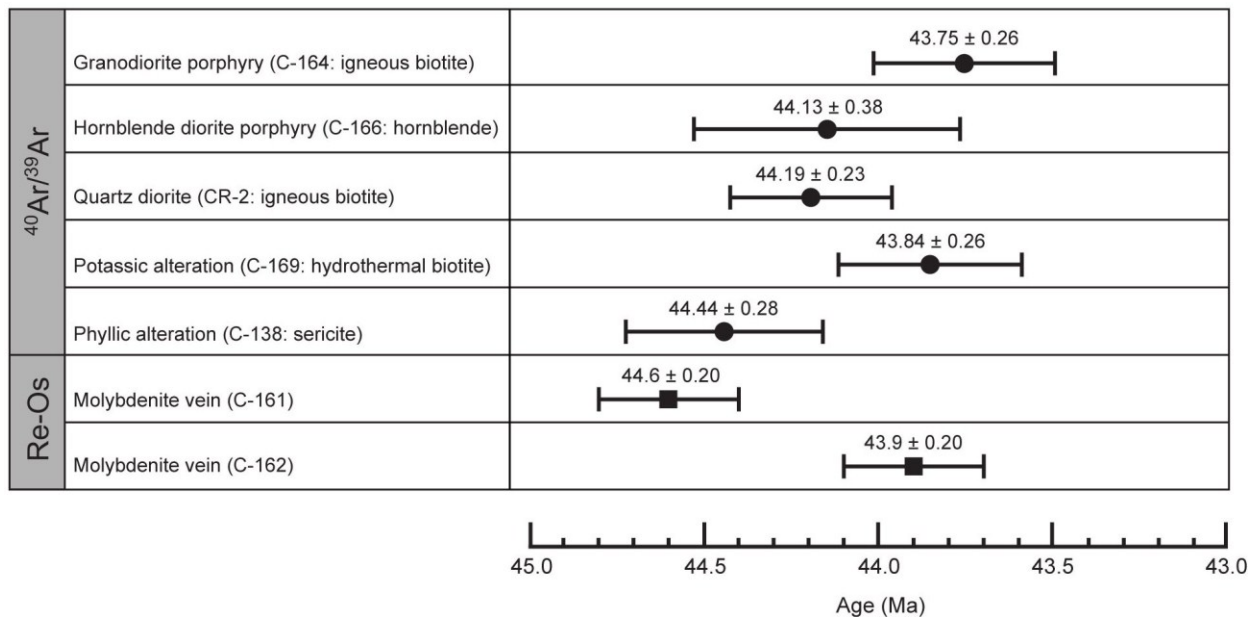 ⁴⁰Ar/³⁹Ar
43.75 ± 0.26
Granodiorite porphyry (C-164: igneous biotite)
44.13 ± 0.38
Hornblende diorite porphyry (C-166: hornblende)
44.19 ± 0.23
Quartz diorite (CR-2: igneous biotite)
43.84 ± 0.26
Potassic alteration (C-169: hydrothermal biotite)
44.44 ± 0.28
Phyllic alteration (C-138: sericite)
Re-Os
44.6 ± 0.20
Molybdenite vein (C-161)
43.9 ± 0.20
Molybdenite vein (C-162)
45.0 44.5 44.0 43.5 43.0
Age (Ma)